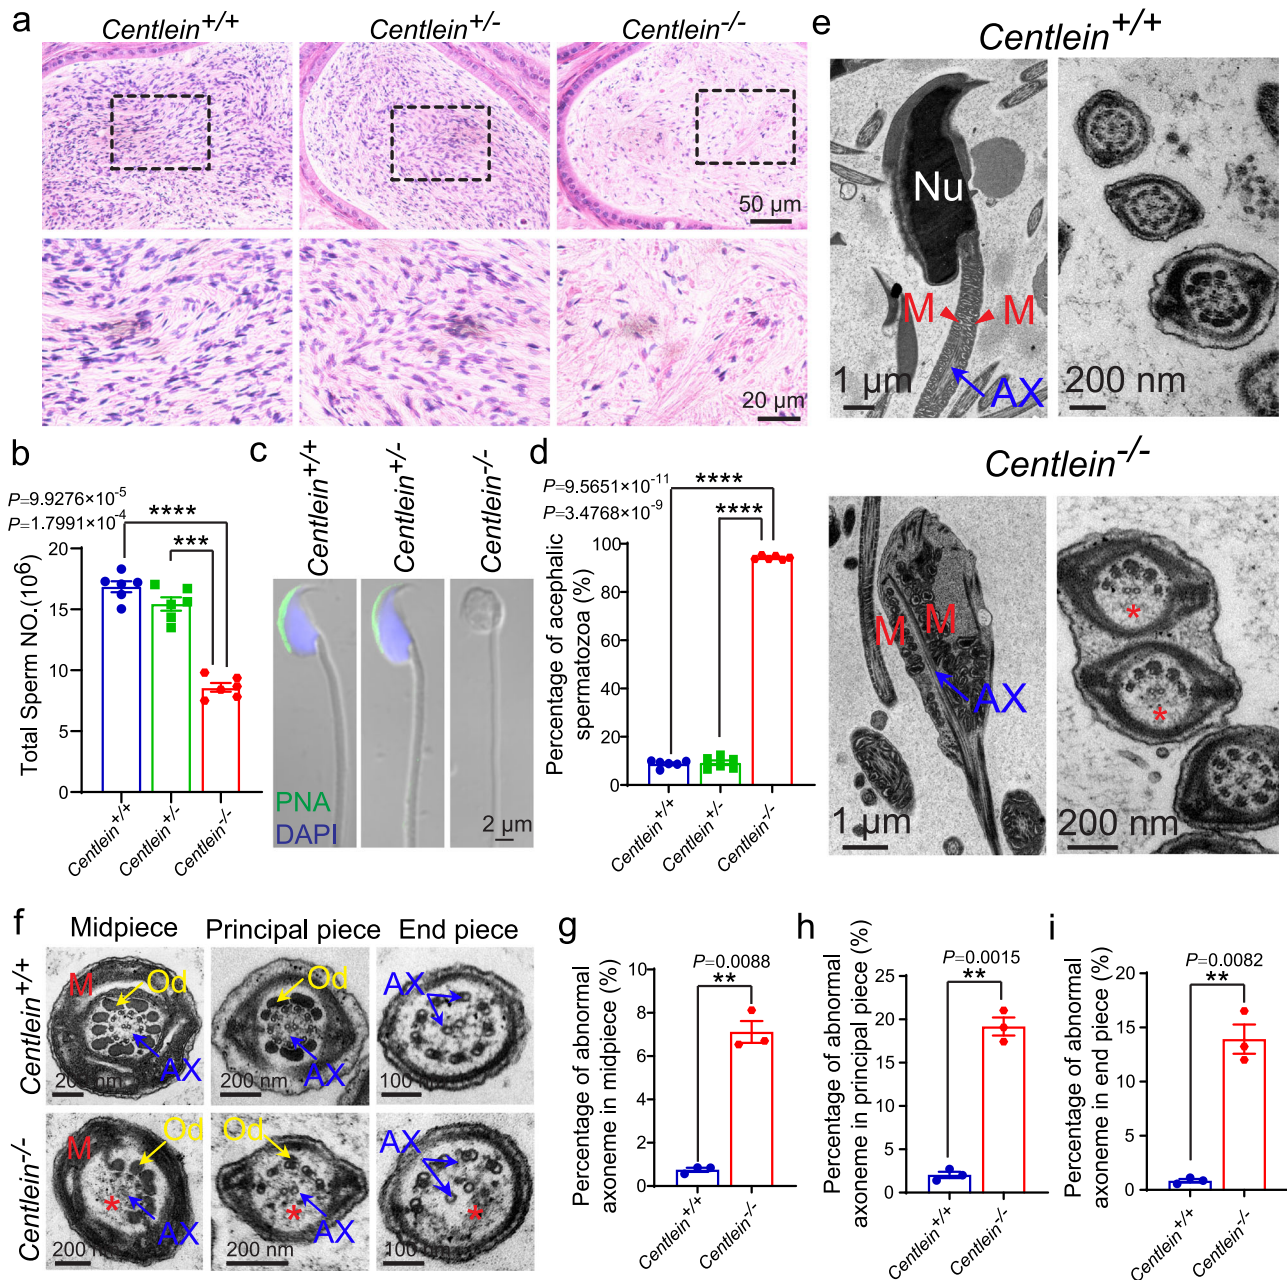 a
Centlein+/+
Centlein+/-
Centlein-/-
50 µm
20 µm
b
P=9.9276×10-5
P=1.7991×10-4
****
***
Total Sperm NO.(106)
20
15
10
5
0
Centlein+/+
Centlein+/-
Centlein-/-
c
Centlein+/+
Centlein+/-
Centlein-/-
PNA
DAPI
2 µm
d
P=9.5651×10-11
P=3.4768×10-9
****
****
Percentage of acephalic
spermatozoa (%)
100
80
60
40
20
0
Centlein+/+
Centlein+/-
Centlein-/-
e
Centlein+/+
Nu
M
M
AX
1 µm
200 nm
Centlein-/-
M
M
AX
1 µm
*
*
200 nm
f
Midpiece
Principal piece
End piece
Centlein+/+
M
Od
AX
200 nm
Od
AX
200 nm
AX
100 nm
Centlein-/-
M
Od
*
AX
200 nm
Od
*
AX
200 nm
AX
*
100 nm
g
P=0.0088
**
Percentage of abnormal
axoneme in midpiece (%)
10
8
6
4
2
0
Centlein+/+
Centlein-/-
h
P=0.0015
**
Percentage of abnormal
axoneme in principal piece (%)
25
20
15
10
5
0
Centlein+/+
Centlein-/-
i
P=0.0082
**
Percentage of abnormal
axoneme in end piece (%)
20
15
10
5
0
Centlein+/+
Centlein-/-